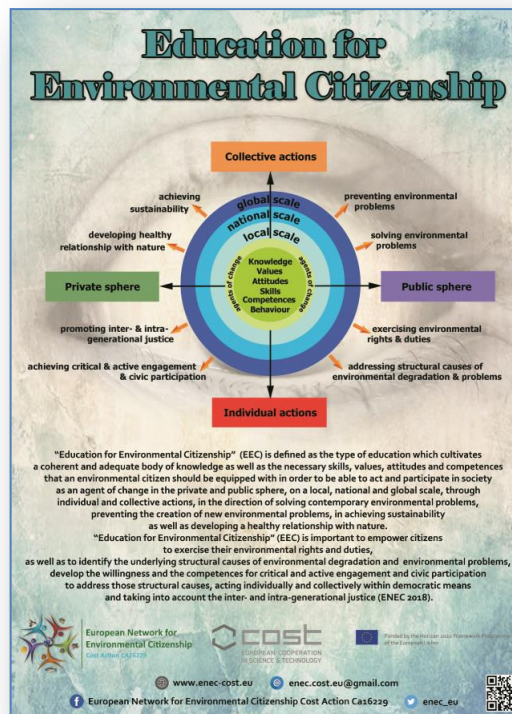 Education for
Environmental Citizenship
Collective actions
global scale
national scale
local scale
achieving
sustainability
preventing environmental
problems
developing healthy
relationship with nature
solving environmental
problems
Private sphere
agents of change
Knowledge
Values
Attitudes
Skills
Competences
Behaviour
agents of change
Public sphere
promoting inter- & intra-
generational justice
exercising environmental
rights & duties
achieving critical & active engagement
& civic participation
addressing structural causes of
environmental degradation & problems
Individual actions
“Education for Environmental Citizenship” (EEC) is defined as the type of education which cultivates
a coherent and adequate body of knowledge as well as the necessary skills, values, attitudes and competences
that an environmental citizen should be equipped with in order to be able to act and participate in society
as an agent of change in the private and public sphere, on a local, national and global scale, through
individual and collective actions, in the direction of solving contemporary environmental problems,
preventing the creation of new environmental problems, in achieving sustainability
as well as developing a healthy relationship with nature.
“Education for Environmental Citizenship” (EEC) is important to empower citizens
to exercise their environmental rights and duties,
as well as to identify the underlying structural causes of environmental degradation and environmental problems,
develop the willingness and the competences for critical and active engagement and civic participation
to address those structural causes, acting individually and collectively within democratic means
and taking into account the inter- and intra-generational justice (ENEC 2018).
European Network for
Environmental Citizenship
Cost Action CA16229
cost
EUROPEAN COOPERATION
IN SCIENCE & TECHNOLOGY
Funded by the Horizon 2020 Framework Programme
of the European Union
www.enec-cost.eu enec.cost.eu@gmail.com
European Network for Environmental Citizenship Cost Action Ca16229 enec_eu